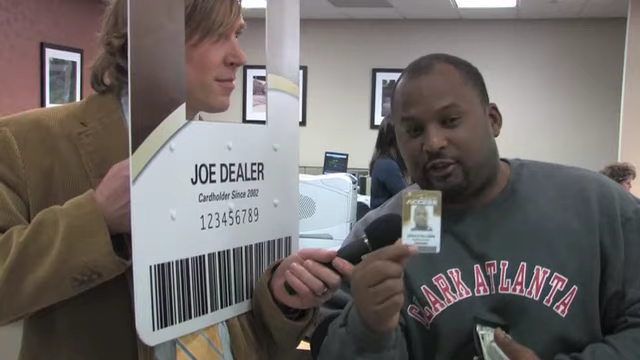 JOE DEALER
Cardholder Since 2002
123456789
ACCESS
CLARK ATLANTA